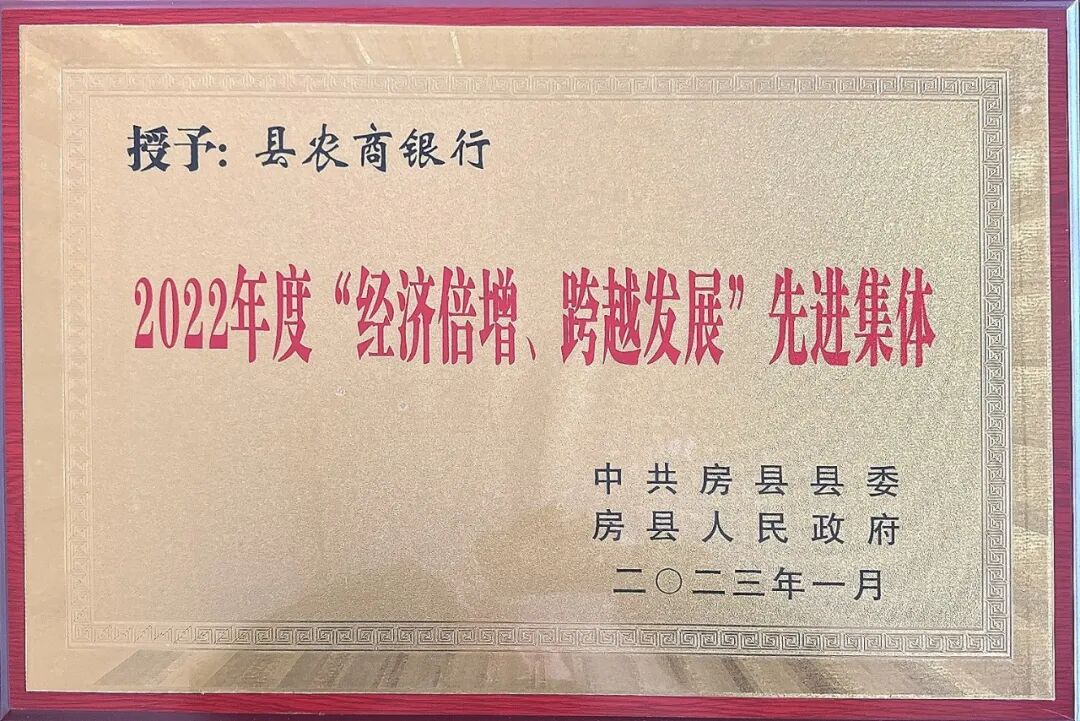 授予：县农商银行
2022年度“经济倍增、跨越发展”先进集体
中共房县县委
房县人民政府
二〇二三年一月